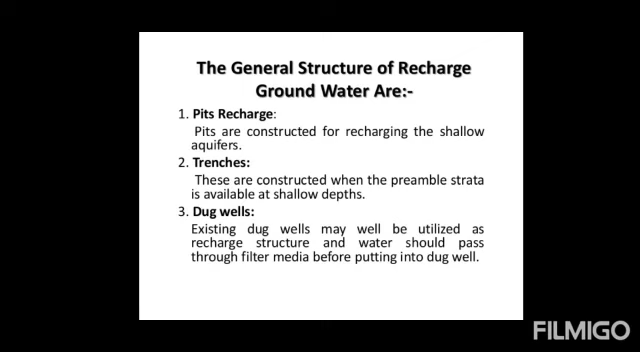 The General Structure of Recharge
Ground Water Are:-
1. Pits Recharge:
Pits are constructed for recharging the shallow
aquifers.
2. Trenches:
These are constructed when the preamble strata
is available at shallow depths.
3. Dug wells:
Existing dug wells may well be utilized as
recharge structure and water should pass
through filter media before putting into dug well.
FILMIGO